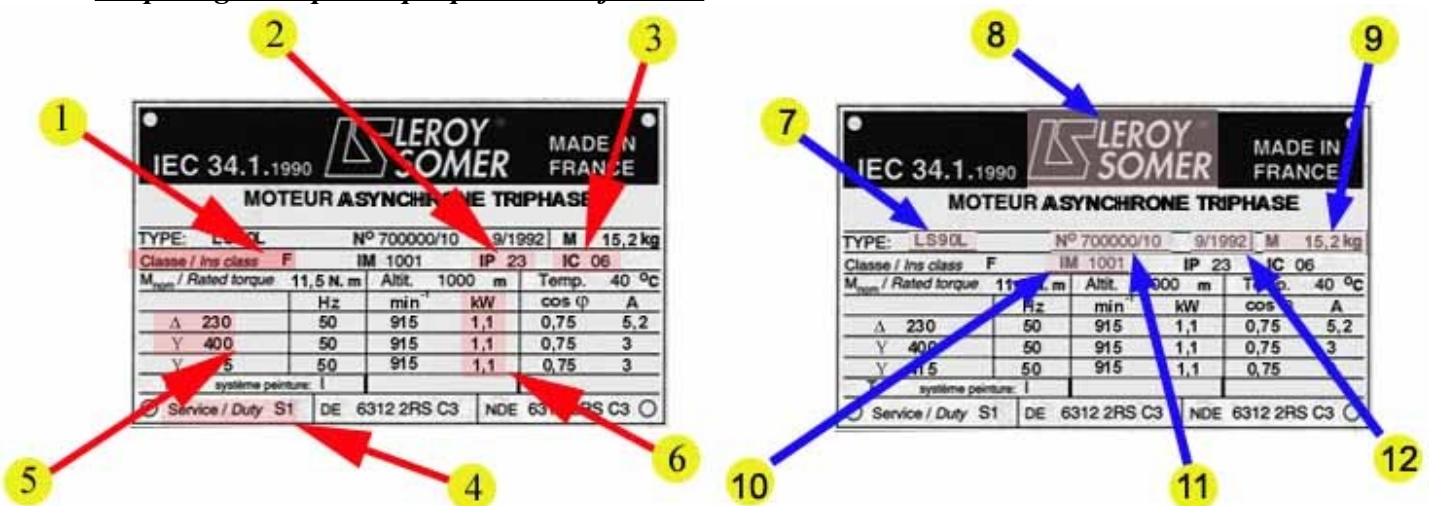 1
2
3
IEC 34.1.1990
LEROY
SOMER
MADE IN
FRANCE
MOTEUR ASYNCHRONE TRIPHASE
TYPE: LS90L Nº 700000/10 9/1992 M 15,2 kg
Classe / Ins class F IM 1001 IP 23 IC 06
Mnom / Rated torque 11,5 N. m Altit. 1000 m Temp. 40 ºC
Hz min⁻¹ kW cos φ A
Δ 230 50 915 1,1 0,75 5,2
Y 400 50 915 1,1 0,75 3
Y 50 915 1,1 0,75 3
système peinture: I
Service / Duty S1 DE 6312 2RS C3 NDE 6312 2RS C3
5
4
6
7
8
9
IEC 34.1.1990
LEROY
SOMER
MADE IN
FRANCE
MOTEUR ASYNCHRONE TRIPHASE
TYPE: LS90L Nº 700000/10 9/1992 M 15,2 kg
Classe / Ins class F IM 1001 IP 23 IC 06
Mnom / Rated torque N. m Altit. m Temp. 40 ºC
Hz min⁻¹ kW cos A
Δ 230 50 915 1,1 0,75 5,2
Y 400 50 915 1,1 0,75 3
Y 50 915 1,1 0,75
système peinture: I
Service / Duty S1 DE 6312 2RS C3 NDE 6312 2RS C3
10
11
12